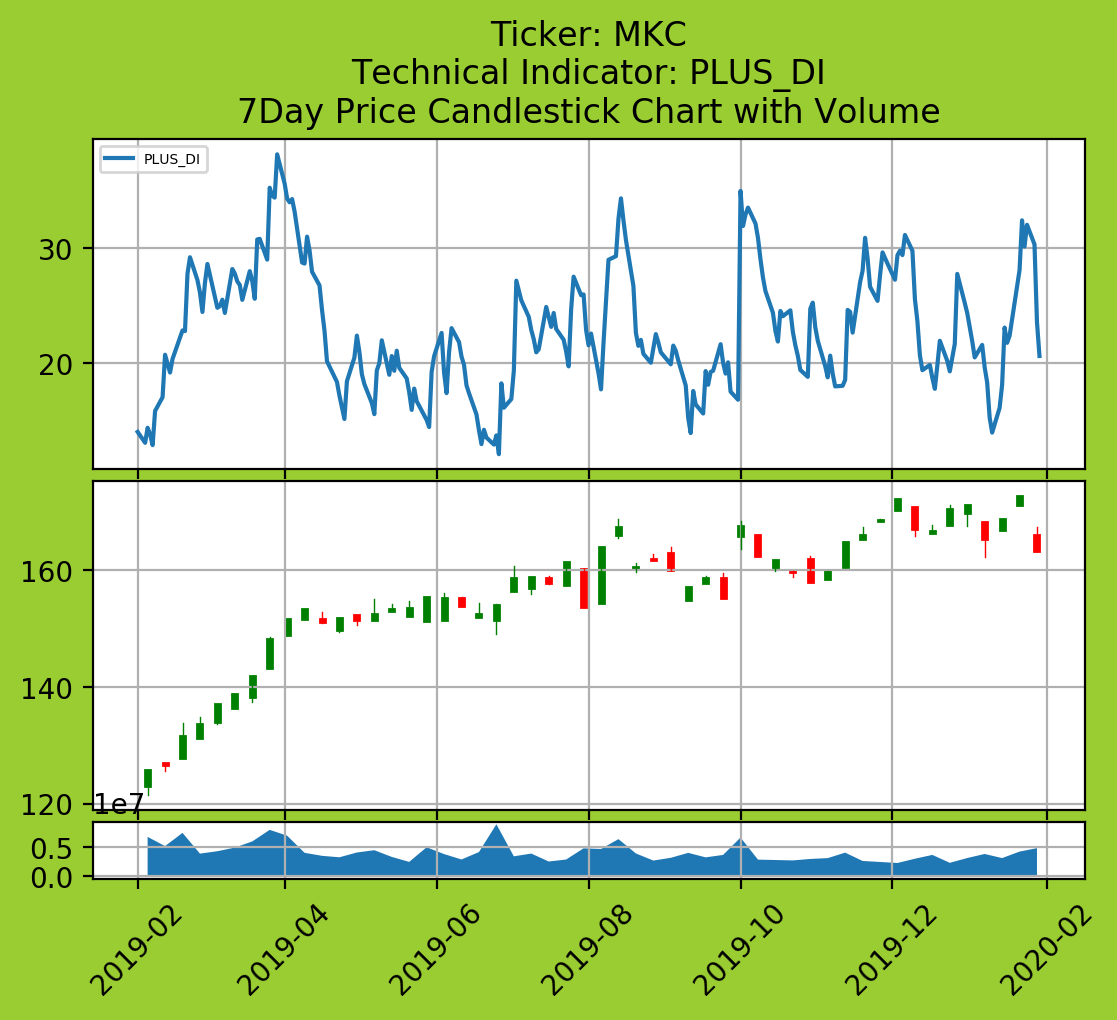 Ticker: MKC
Technical Indicator: PLUS_DI
7Day Price Candlestick Chart with Volume
PLUS_DI
30
20
160
140
120
1e7
0.5
0.0
2019-02
2019-04
2019-06
2019-08
2019-10
2019-12
2020-02